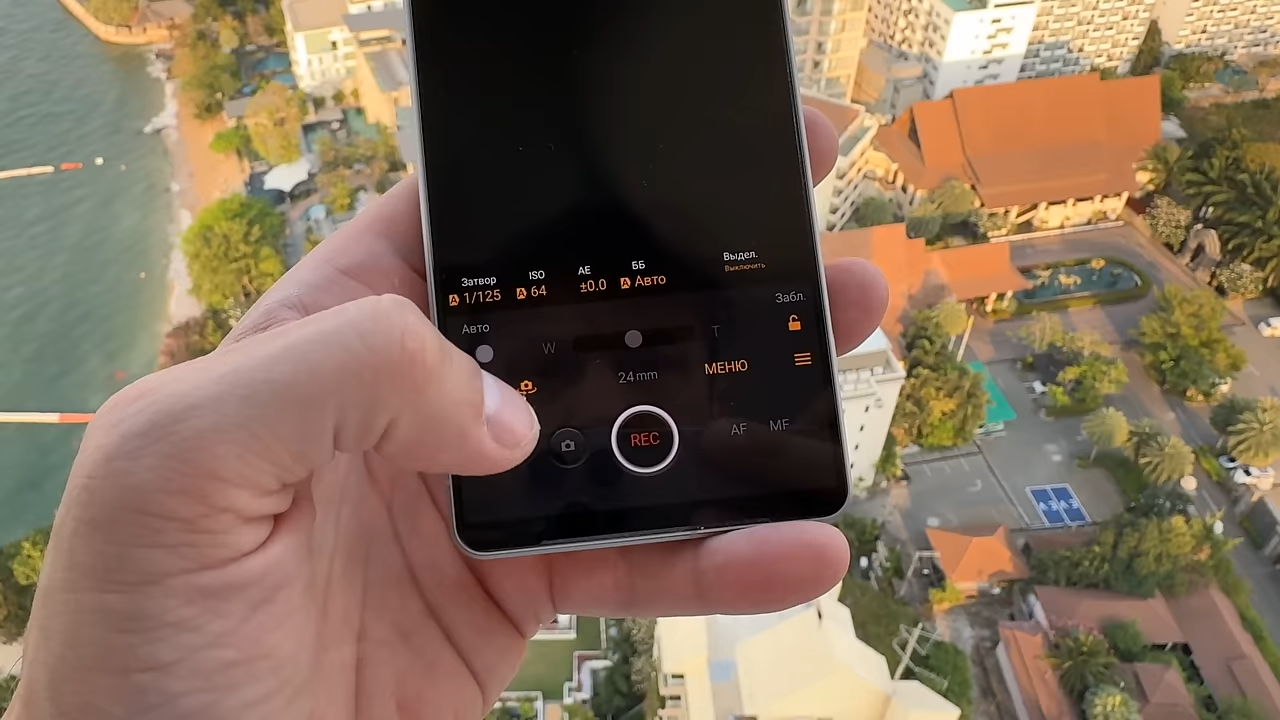 Затвор ISO AE ББ Выдел.
A 1/125 A 64 ±0.0 A Авто Выключить
Авто W T Забл.
24mm МЕНЮ
REC AF MF